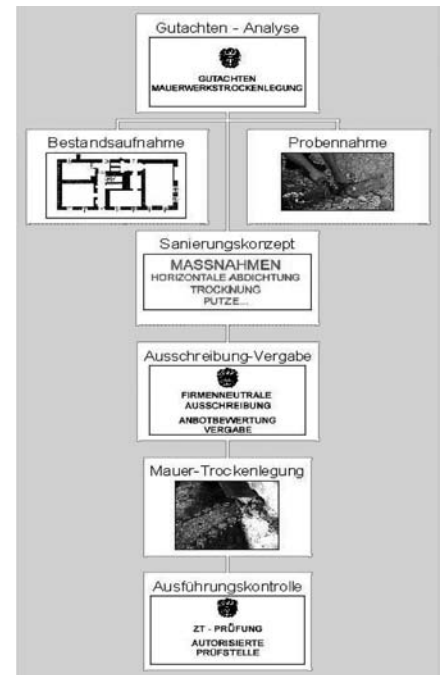 Gutachten - Analyse
GUTACHTEN
MAUERWERKSTROCKENLEGUNG
Bestandsaufnahme
Probennahme
Sanierungskonzept
MASSNAHMEN
HORIZONTALE ABDICHTUNG
TROCKNUNG
PUTZE...
Ausschreibung-Vergabe
FIRMENNEUTRALE
AUSSCHREIBUNG
ANBOTBEWERTUNG
VERGABE
Mauer-Trockenlegung
Ausführungskontrolle
ZT - PRÜFUNG
AUTORISIERTE
PRÜFSTELLE